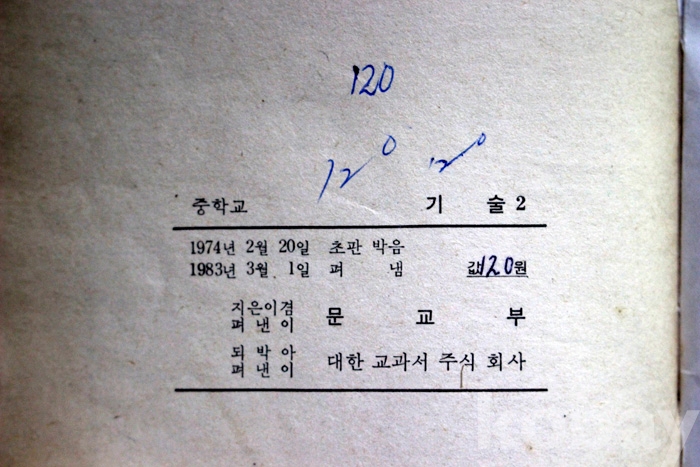 120
120
120
중학교 기 술 2
1974년 2월 20일 초판 박음
1983년 3월 1일 펴 냄 값 120원
지은이겸
펴 낸 이 문 교 부
되 박 아
펴 낸 이 대한 교과서 주식 회사